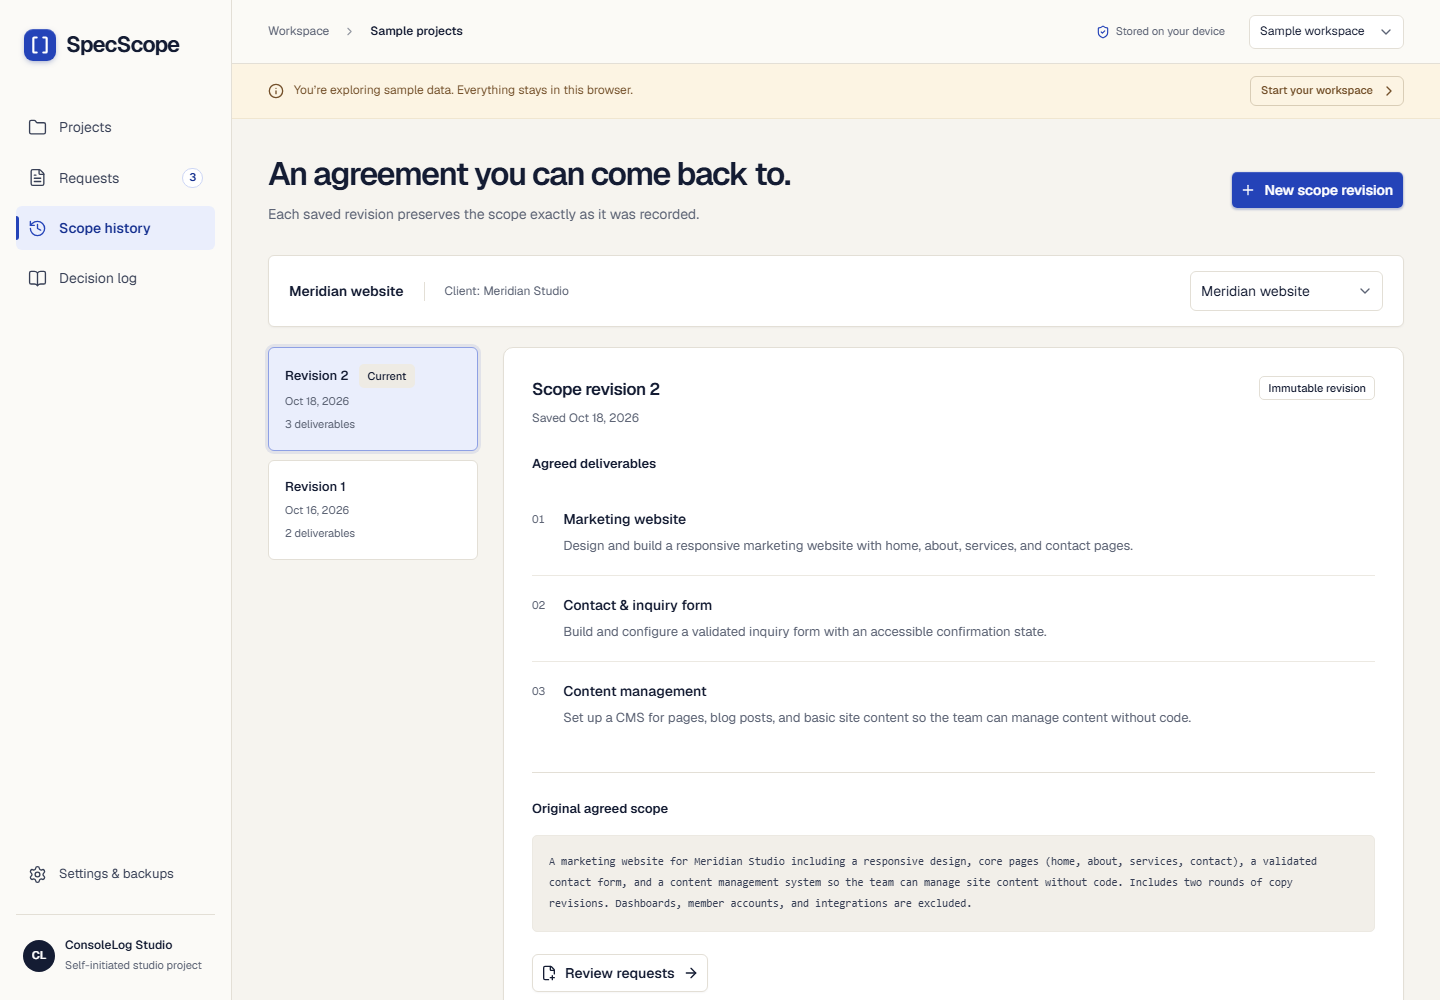 SpecScope
Projects
Requests 3
Scope history
Decision log
Settings & backups
CL
ConsoleLog Studio
Self-initiated studio project
Workspace > Sample projects
Stored on your device
Sample workspace
You're exploring sample data. Everything stays in this browser.
Start your workspace
An agreement you can come back to.
Each saved revision preserves the scope exactly as it was recorded.
+ New scope revision
Meridian website
Client: Meridian Studio
Meridian website
Revision 2 Current
Oct 18, 2026
3 deliverables
Revision 1
Oct 16, 2026
2 deliverables
Scope revision 2
Immutable revision
Saved Oct 18, 2026
Agreed deliverables
01 Marketing website
Design and build a responsive marketing website with home, about, services, and contact pages.
02 Contact & inquiry form
Build and configure a validated inquiry form with an accessible confirmation state.
03 Content management
Set up a CMS for pages, blog posts, and basic site content so the team can manage content without code.
Original agreed scope
A marketing website for Meridian Studio including a responsive design, core pages (home, about, services, contact), a validated
contact form, and a content management system so the team can manage site content without code. Includes two rounds of copy
revisions. Dashboards, member accounts, and integrations are excluded.
Review requests